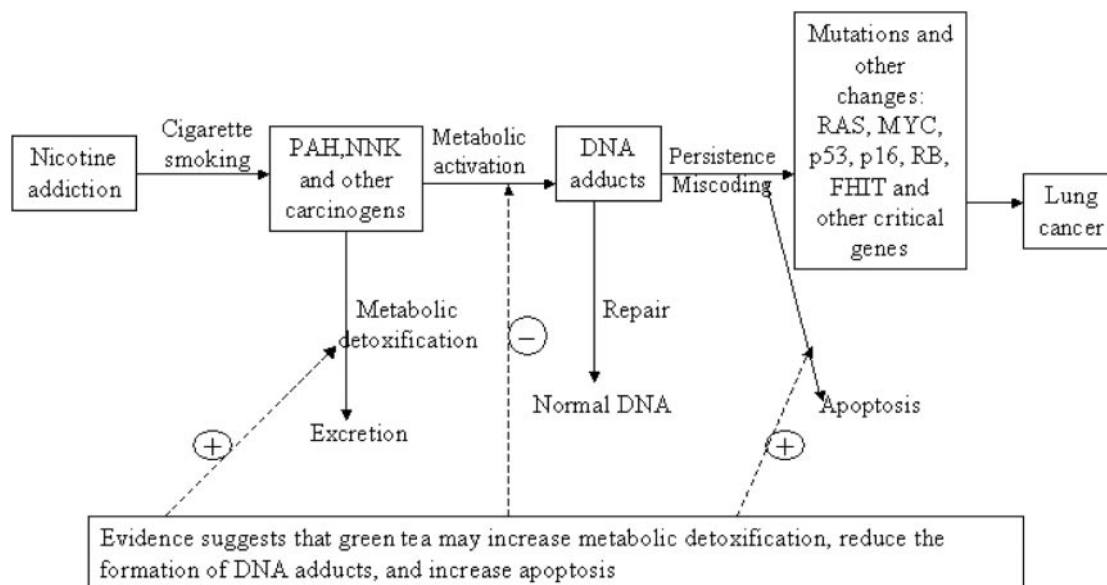 Nicotine
addiction
Cigarette
smoking
PAH,NNK
and other
carcinogens
Metabolic
activation
DNA
adducts
Persistence
Miscoding
Mutations and
other
changes:
RAS, MYC,
p53, p16, RB,
FHIT and
other critical
genes
Lung
cancer
Metabolic
detoxification
Excretion
−
Repair
Normal DNA
Apoptosis
+
+
Evidence suggests that green tea may increase metabolic detoxification, reduce the
formation of DNA adducts, and increase apoptosis